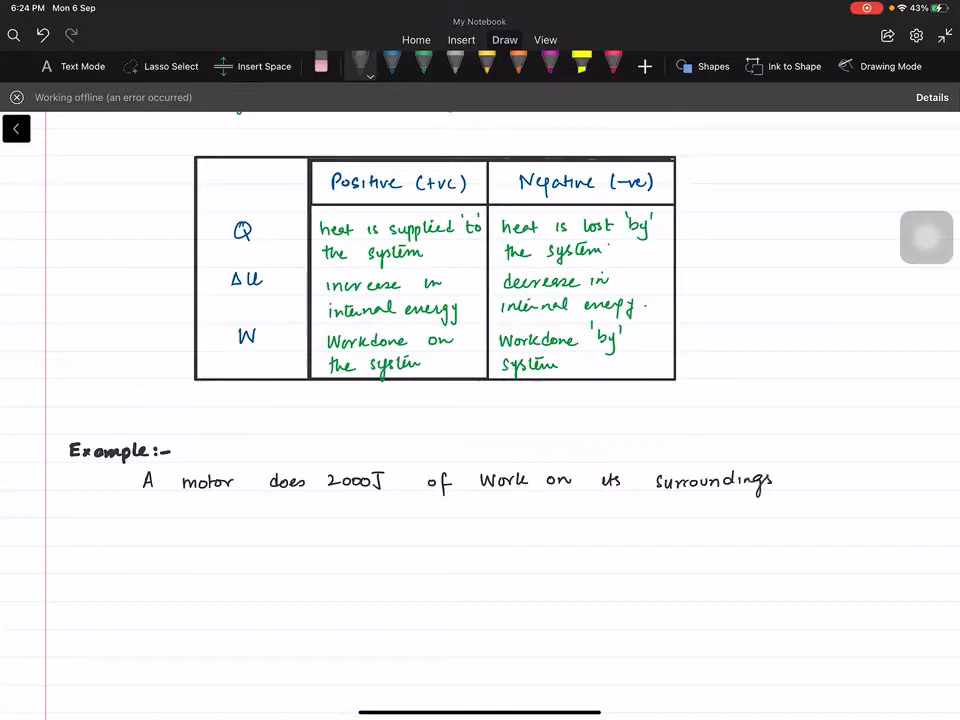 6:24 PM Mon 6 Sep
43%
My Notebook
Home Insert Draw View
Text Mode Lasso Select Insert Space Shapes Ink to Shape Drawing Mode
Working offline (an error occurred) Details
Positive (+ve) Negative (-ve)
Q heat is supplied 'to' the system heat is lost 'by' the system.
ΔU increase in internal energy decrease in internal energy.
W Workdone on the system Workdone 'by' system
Example:-
A motor does 2000J of work on its surroundings